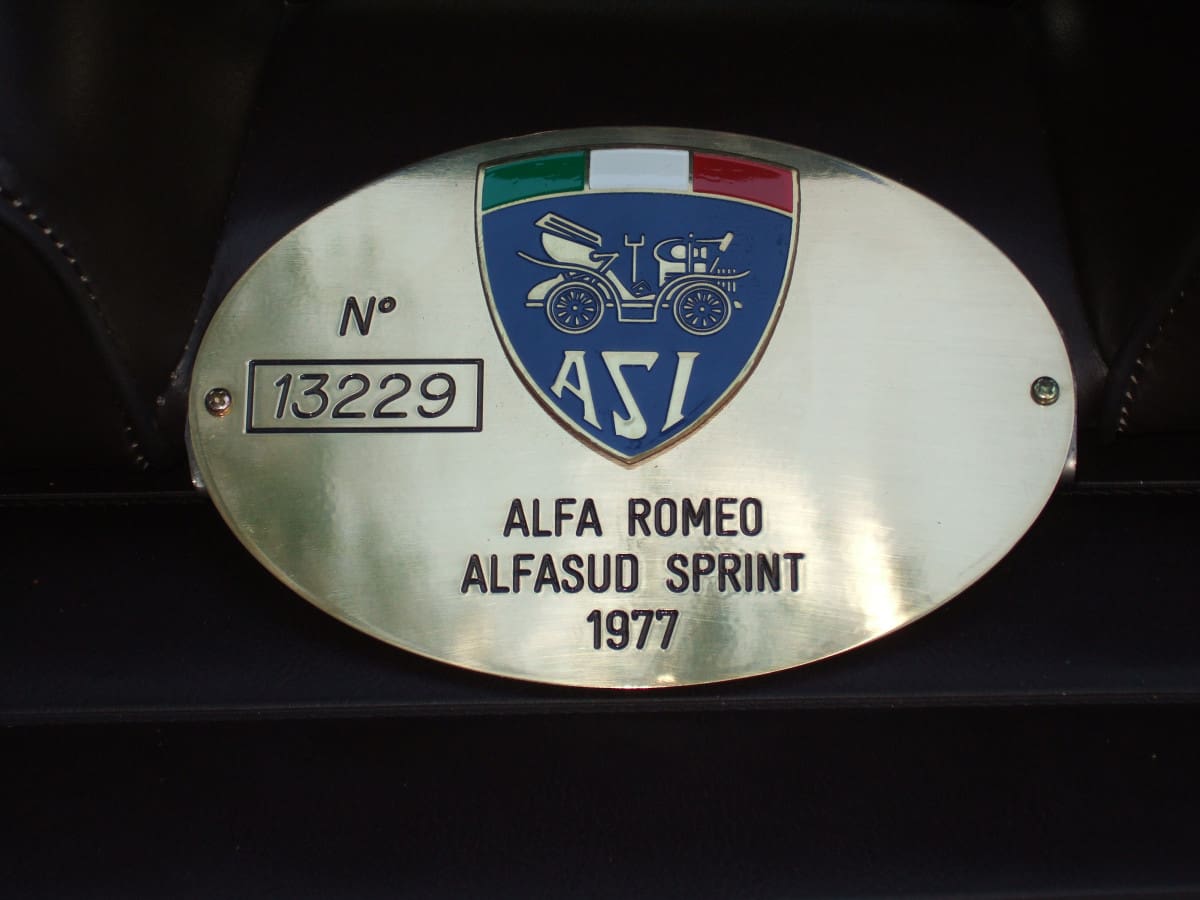 ASI
N°
13229
ALFA ROMEO
ALFASUD SPRINT
1977